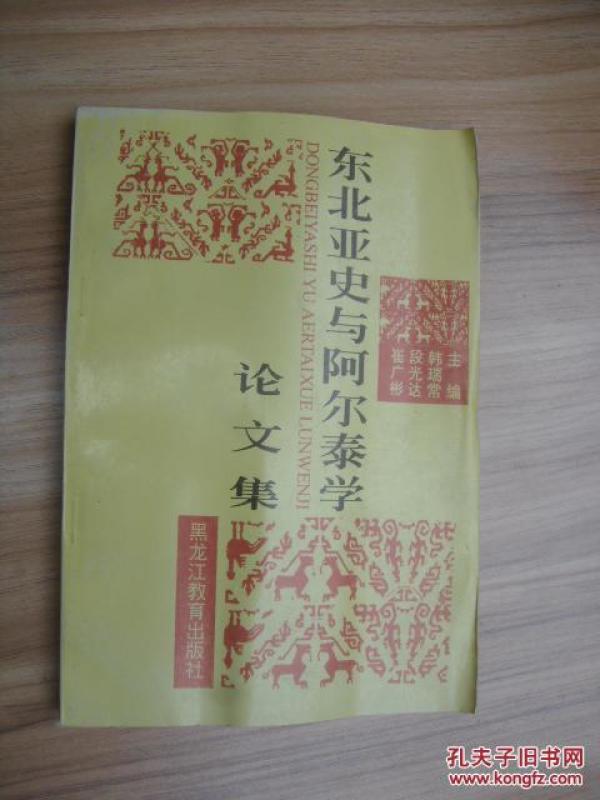 东北亚史与阿尔泰学
DONGBEIYASHI YU AERTAIXUE LUNWENJI
论文集
主编
韩瑞常
段光达
崔广彬
黑龙江教育出版社
孔夫子旧书网
www.kongfz.com